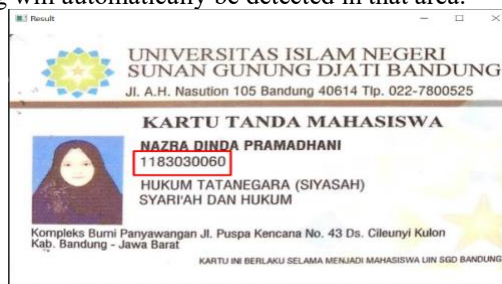 g will automatically be detected in that area.
Result
UNIVERSITAS ISLAM NEGERI
SUNAN GUNUNG DJATI BANDUNG
Jl. A.H. Nasution 105 Bandung 40614 Tlp. 022-7800525
KARTU TANDA MAHASISWA
NAZRA DINDA PRAMADHANI
1183030060
HUKUM TATANEGARA (SIYASAH)
SYARI'AH DAN HUKUM
Kompleks Bumi Panyawangan Jl. Puspa Kencana No. 43 Ds. Cileunyi Kulon
Kab. Bandung - Jawa Barat
KARTU INI BERLAKU SELAMA MENJADI MAHASISWA UIN SGD BANDUNG